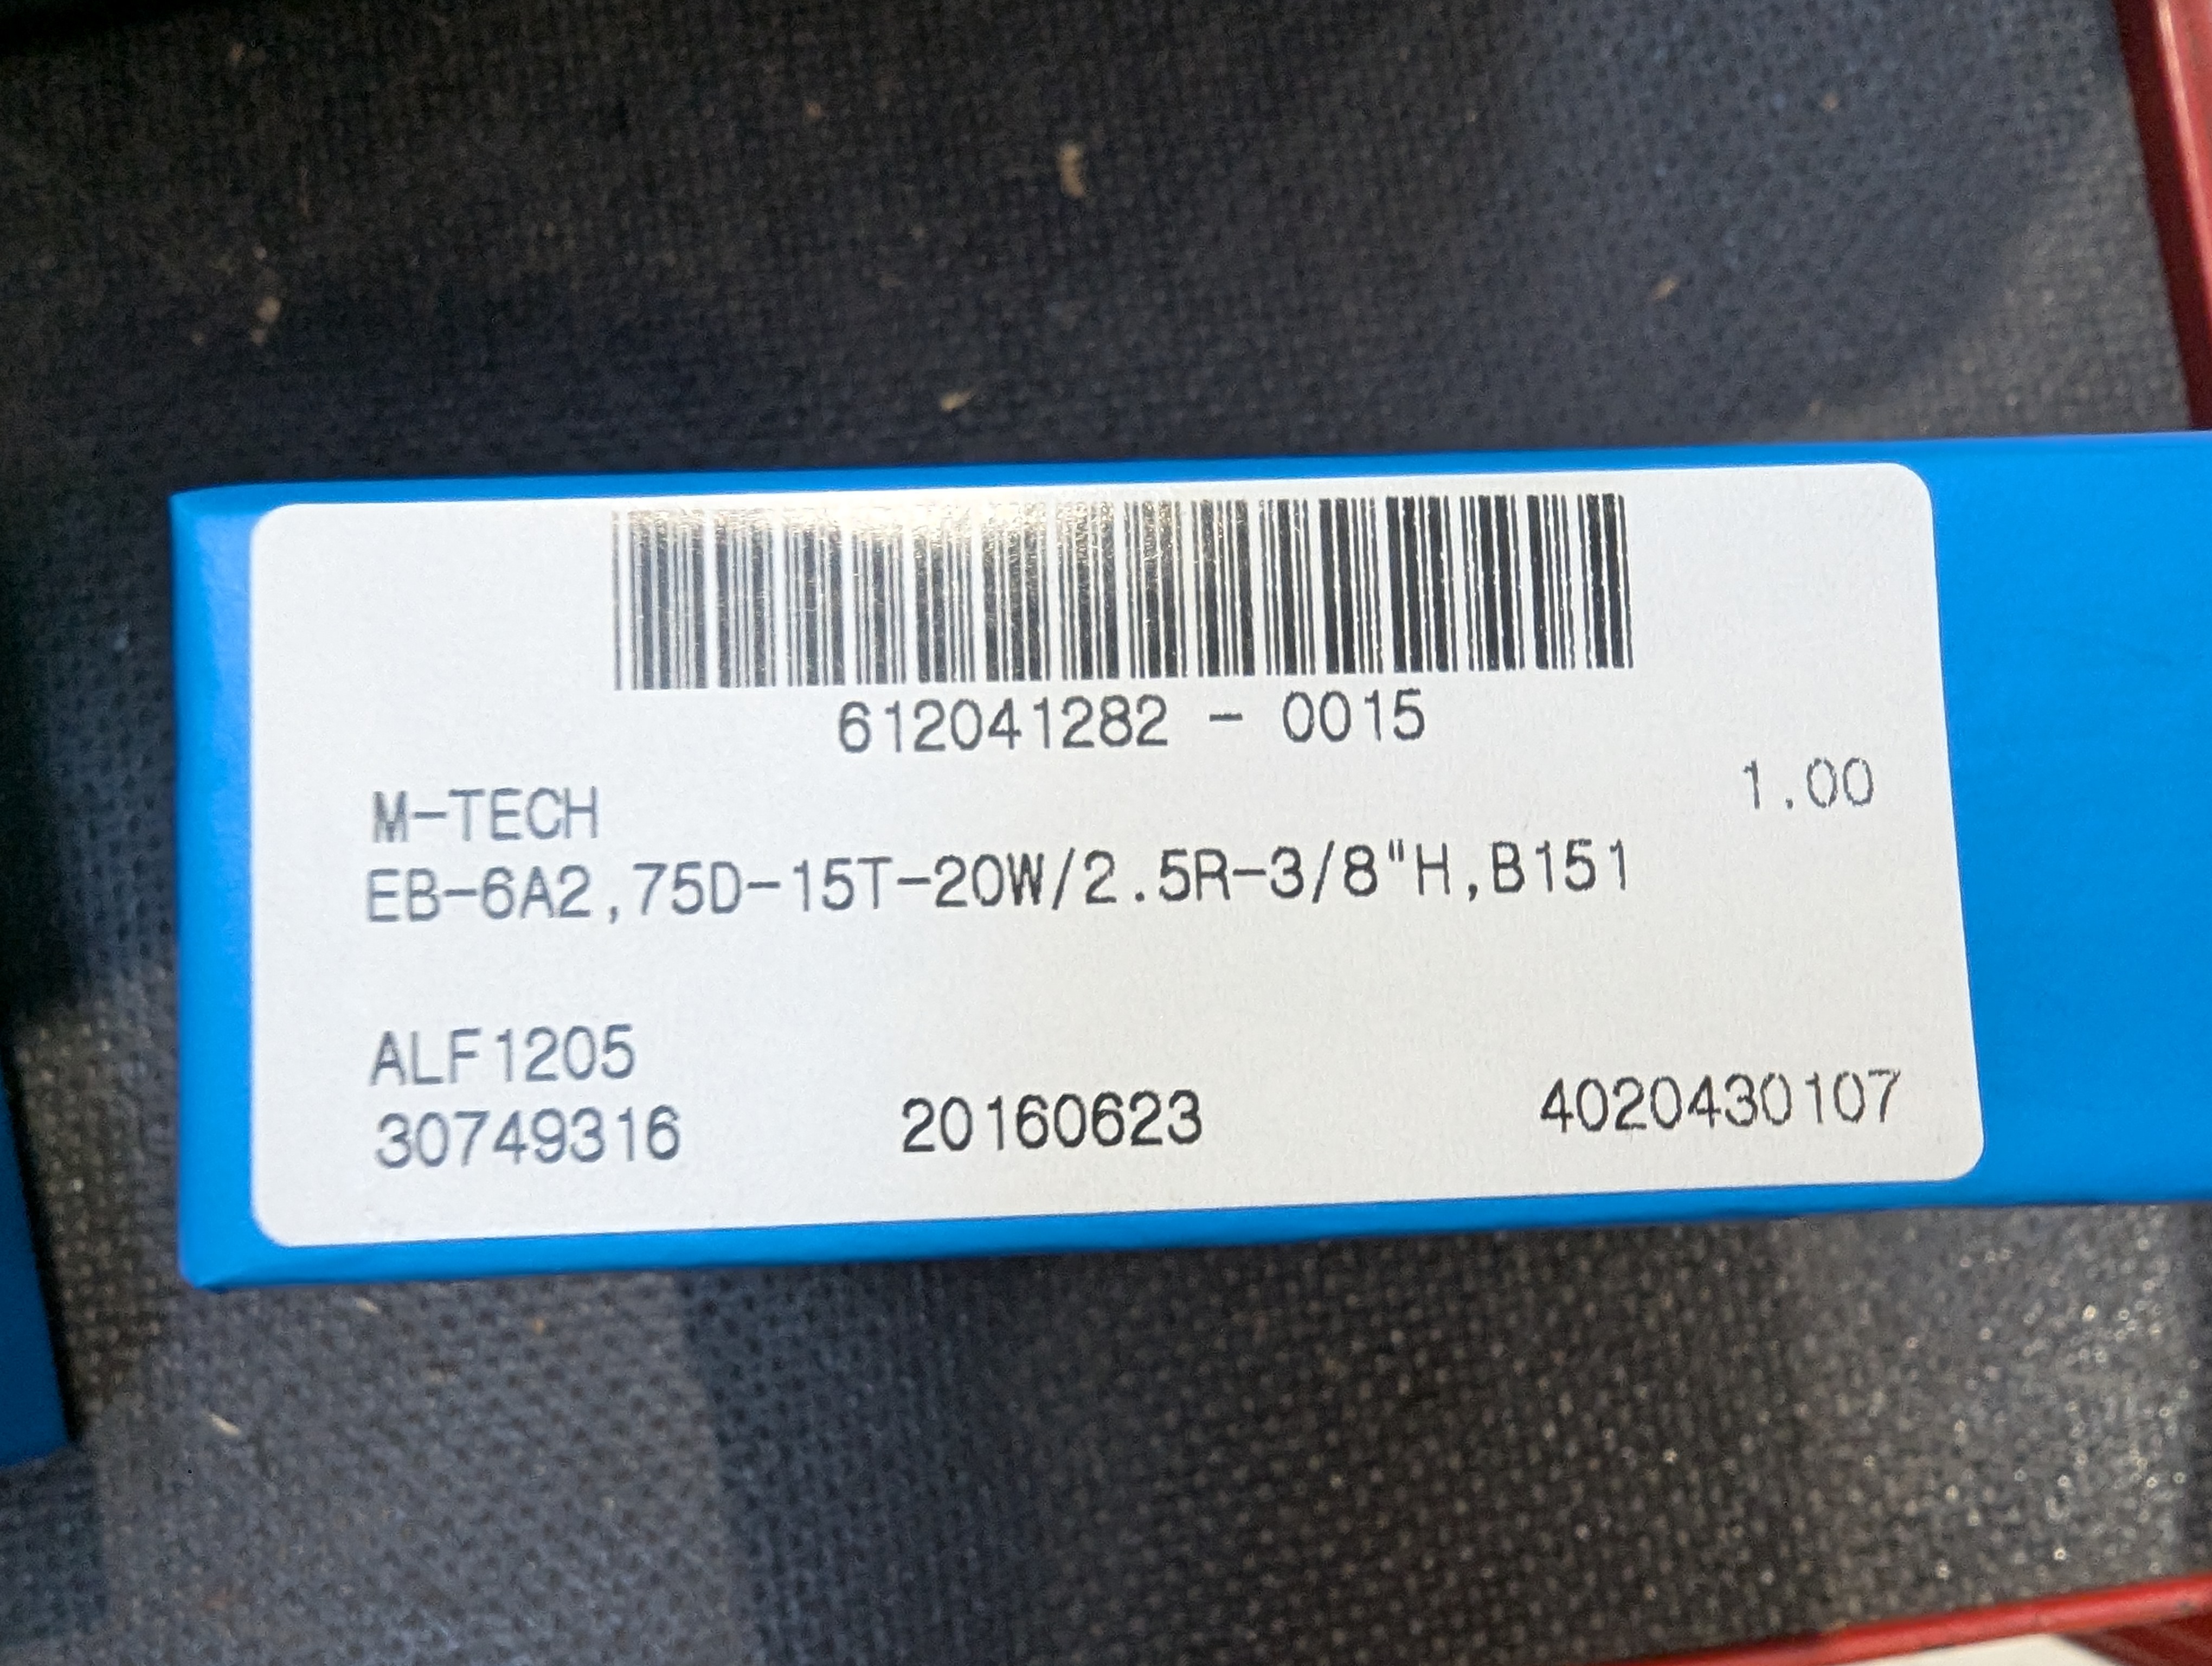 612041282 - 0015
1.00
M-TECH
EB-6A2,75D-15T-20W/2.5R-3/8"H,B151
ALF1205
30749316 20160623 4020430107